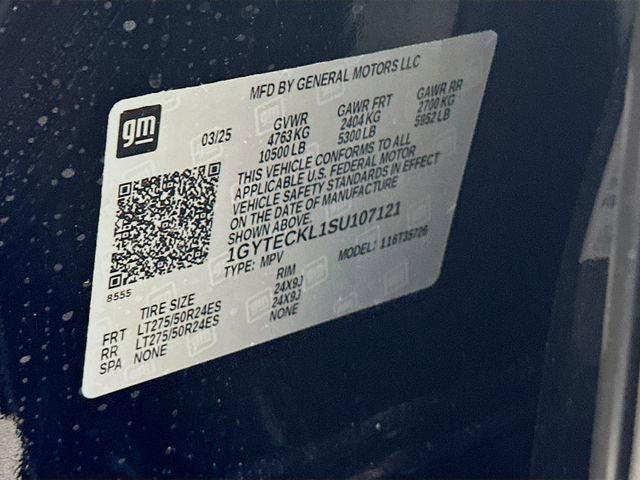 gm
MFD BY GENERAL MOTORS LLC
03/25 GVWR GAWR FRT GAWR RR
4763 KG 2404 KG 2700 KG
10500 LB 5300 LB 5952 LB
THIS VEHICLE CONFORMS TO ALL
APPLICABLE U.S. FEDERAL MOTOR
VEHICLE SAFETY STANDARDS IN EFFECT
ON THE DATE OF MANUFACTURE
SHOWN ABOVE.
1GYTECKL1SU107121
TYPE: MPV MODEL: 116T35726
8555
TIRE SIZE RIM
FRT LT275/50R24ES 24X9J
RR LT275/50R24ES 24X9J
SPA NONE NONE